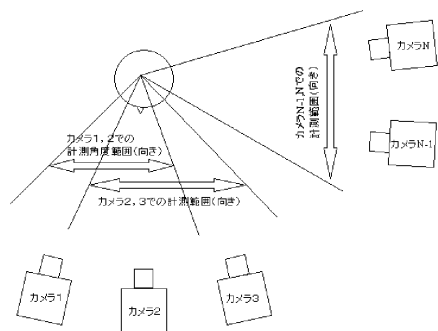 カメラN
カメラN-1,Nでの
計測範囲(向き)
カメラN-1
カメラ1,2での
計測角度範囲(向き)
カメラ2,3での計測範囲(向き)
カメラ1
カメラ2
カメラ3